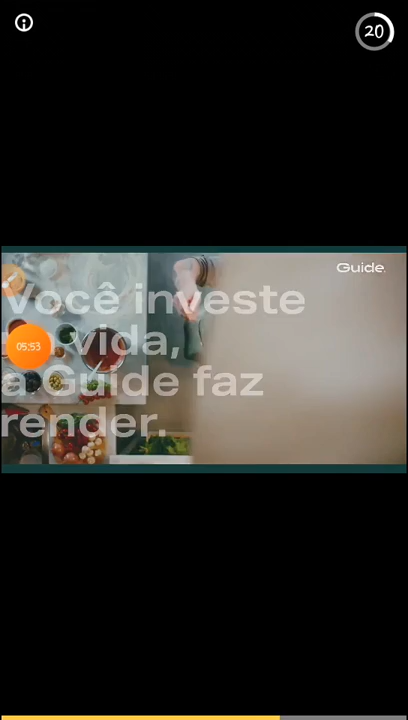 20
Guide.
Você investe
vida,
05:53
a Guide faz
render.